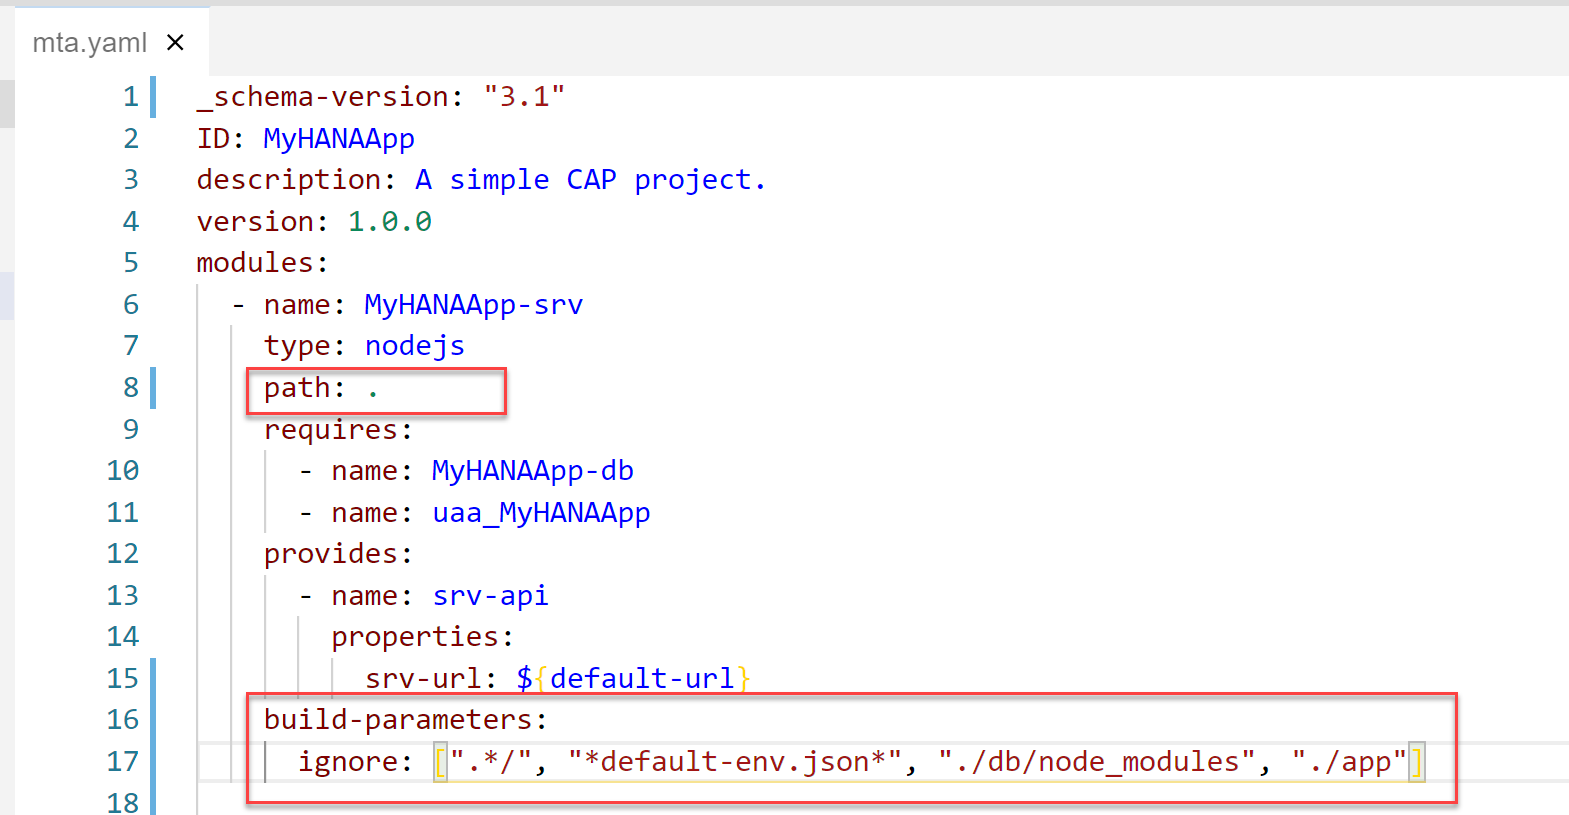 mta.yaml ×
1 _schema-version: "3.1"
2 ID: MyHANAApp
3 description: A simple CAP project.
4 version: 1.0.0
5 modules:
6   - name: MyHANAApp-srv
7     type: nodejs
8     path: .
9     requires:
10       - name: MyHANAApp-db
11       - name: uaa_MyHANAApp
12     provides:
13       - name: srv-api
14         properties:
15           srv-url: ${default-url}
16     build-parameters:
17       ignore: [".*/", "*default-env.json*", "./db/node_modules", "./app"]
18